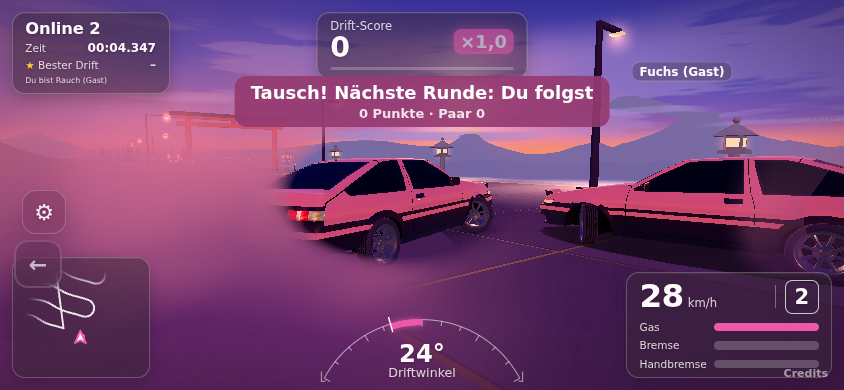 Online 2
Zeit 00:04.347
★ Bester Drift –
Du bist Rauch (Gast)
Drift-Score
0
×1,0
Tausch! Nächste Runde: Du folgst
0 Punkte · Paar 0
Fuchs (Gast)
24°
Driftwinkel
28 km/h
2
Gas
Bremse
Handbremse
Credits